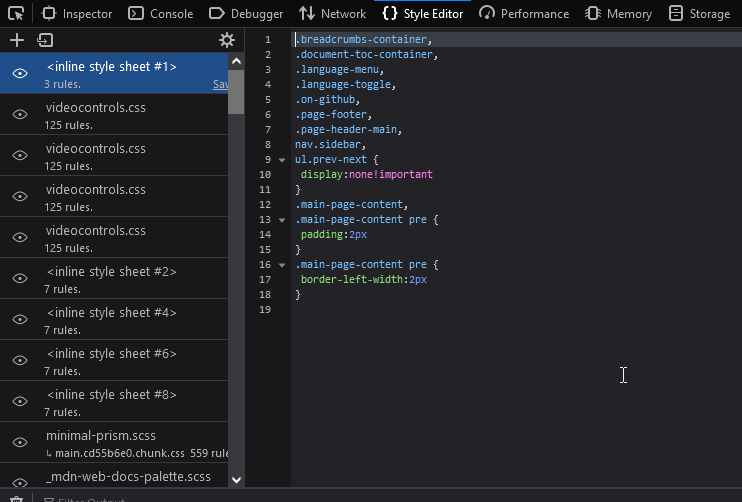 Inspector Console Debugger Network Style Editor Performance Memory Storage
<inline style sheet #1>
3 rules.
videocontrols.css
125 rules.
videocontrols.css
125 rules.
videocontrols.css
125 rules.
videocontrols.css
125 rules.
<inline style sheet #2>
7 rules.
<inline style sheet #4>
7 rules.
<inline style sheet #6>
7 rules.
<inline style sheet #8>
7 rules.
minimal-prism.scss
↳ main.cd55b6e0.chunk.css 559 rule
_mdn-web-docs-palette.scss
1 .breadcrumbs-container,
2 .document-toc-container,
3 .language-menu,
4 .language-toggle,
5 .on-github,
6 .page-footer,
7 .page-header-main,
8 nav.sidebar,
9 ul.prev-next {
10 display:none!important
11 }
12 .main-page-content,
13 .main-page-content pre {
14 padding:2px
15 }
16 .main-page-content pre {
17 border-left-width:2px
18 }
19